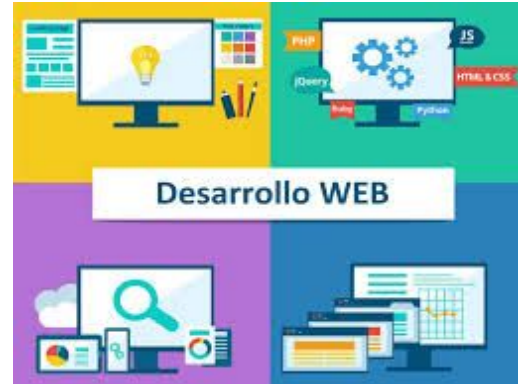 PHP
JS
jQuery
HTML & CSS
Ruby
Python
Desarrollo WEB